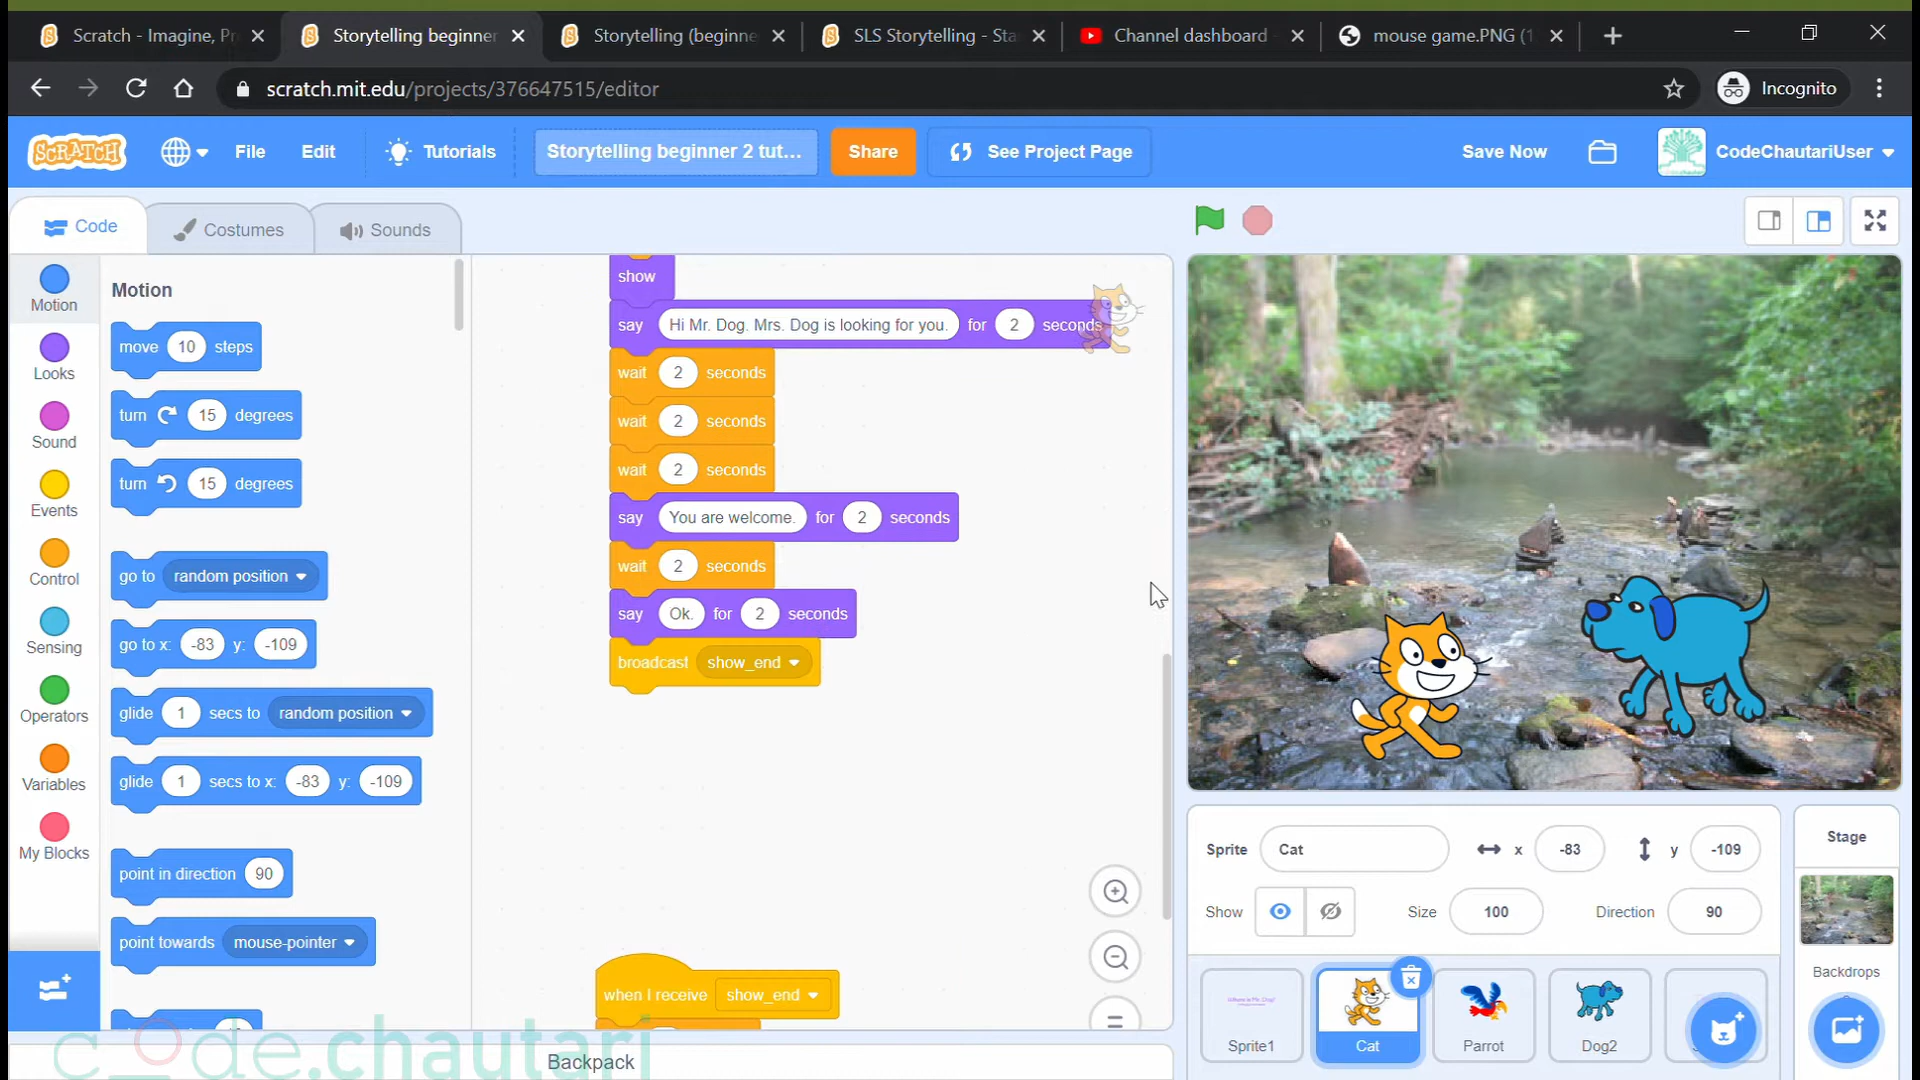 Scratch - Imagine, Pr
Storytelling beginner
Storytelling (beginne
SLS Storytelling - Sta
Channel dashboard -
mouse game.PNG (1
scratch.mit.edu/projects/376647515/editor
Incognito
SCRATCH
File
Edit
Tutorials
Storytelling beginner 2 tut...
Share
See Project Page
Save Now
CodeChautariUser
Code
Costumes
Sounds
Motion
Looks
Sound
Events
Control
Sensing
Operators
Variables
My Blocks
Motion
move 10 steps
turn 15 degrees
turn 15 degrees
go to random position
go to x: -83 y: -109
glide 1 secs to random position
glide 1 secs to x: -83 y: -109
point in direction 90
point towards mouse-pointer
show
say Hi Mr. Dog. Mrs. Dog is looking for you. for 2 seconds
wait 2 seconds
wait 2 seconds
wait 2 seconds
say You are welcome. for 2 seconds
wait 2 seconds
say Ok. for 2 seconds
broadcast show_end
when I receive show_end
Backpack
code.chautari
Sprite Cat x -83 y -109
Show Size 100 Direction 90
Sprite1
Cat
Parrot
Dog2
Stage
Backdrops